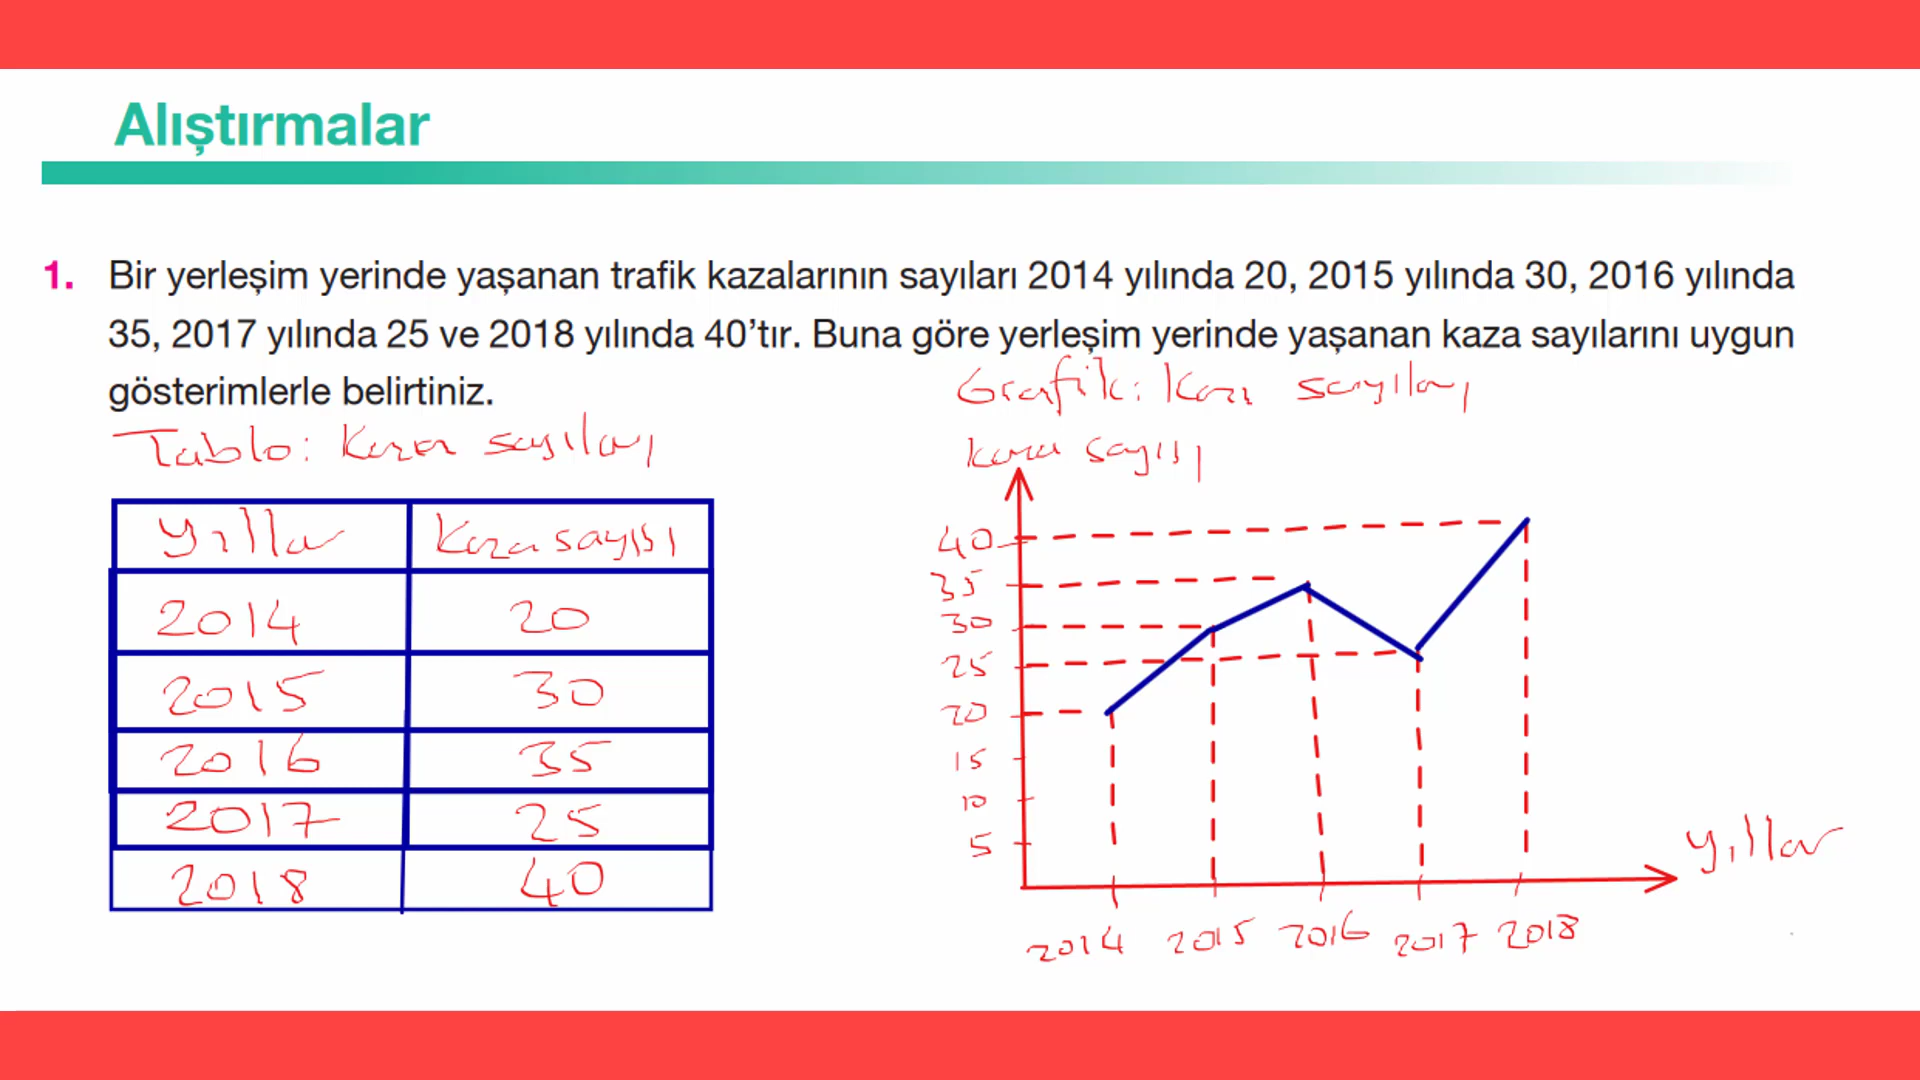 Alıştırmalar
1. Bir yerleşim yerinde yaşanan trafik kazalarının sayıları 2014 yılında 20, 2015 yılında 30, 2016 yılında
35, 2017 yılında 25 ve 2018 yılında 40’tır. Buna göre yerleşim yerinde yaşanan kaza sayılarını uygun
gösterimlerle belirtiniz.
Tablo: Kaza sayıları
Yıllar Kaza sayısı
2014 20
2015 30
2016 35
2017 25
2018 40
Grafik: Kaza sayıları
kaza sayısı
40
35
30
25
20
15
10
5
Yıllar
2014 2015 2016 2017 2018